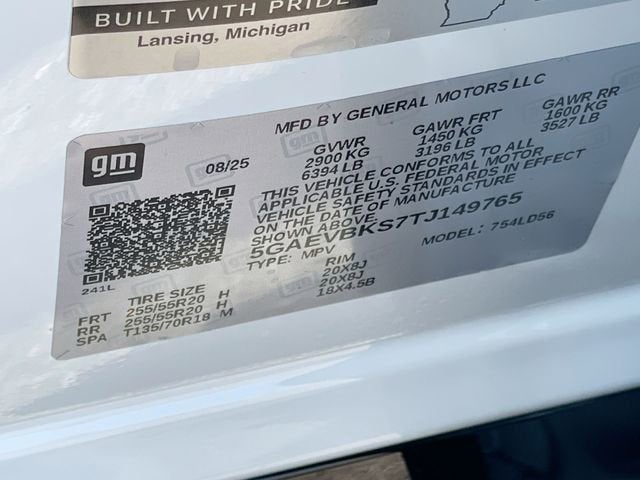 BUILT WITH PRIDE
Lansing, Michigan
MFD BY GENERAL MOTORS LLC
gm
08/25
GVWR GAWR FRT GAWR RR
2900 KG 1450 KG 1600 KG
6394 LB 3196 LB 3527 LB
THIS VEHICLE CONFORMS TO ALL
APPLICABLE U.S. FEDERAL MOTOR
VEHICLE SAFETY STANDARDS IN EFFECT
ON THE DATE OF MANUFACTURE
SHOWN ABOVE.
5GAEVBKS7TJ149765
TYPE: MPV MODEL: 754LD56
241L
TIRE SIZE RIM
FRT 255/55R20 H 20X8J
RR 255/55R20 H 20X8J
SPA T135/70R18 M 18X4.5B